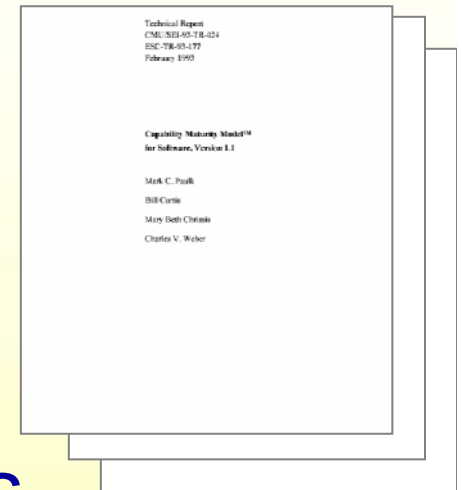 Technical Report
CMU/SEI-93-TR-024
ESC-TR-93-177
February 1993
Capability Maturity Model℠
for Software, Version 1.1
Mark C. Paulk
Bill Curtis
Mary Beth Chrissis
Charles V. Weber